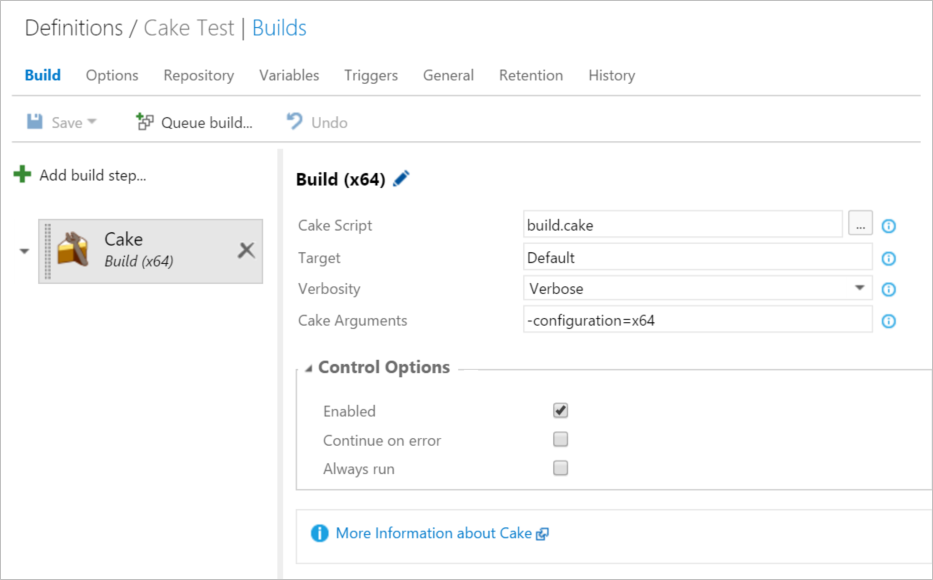 Definitions / Cake Test | Builds
Build Options Repository Variables Triggers General Retention History
Save Queue build... Undo
Add build step...
Cake
Build (x64)
Build (x64)
Cake Script build.cake ...
Target Default
Verbosity Verbose
Cake Arguments -configuration=x64
Control Options
Enabled
Continue on error
Always run
More Information about Cake